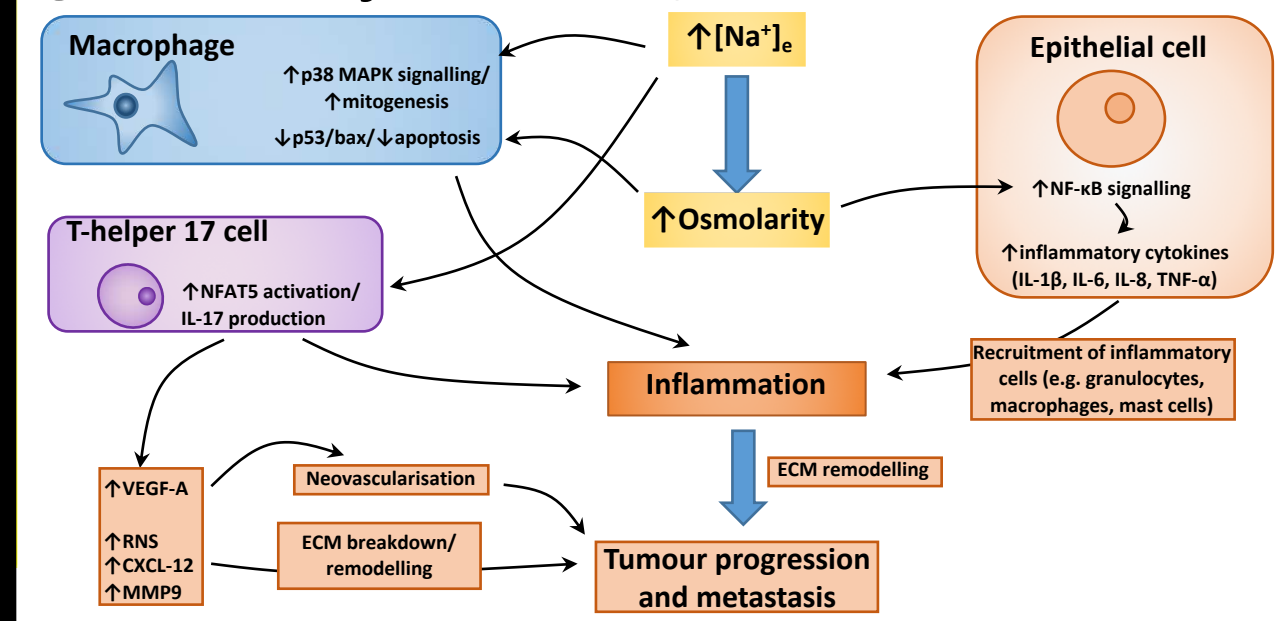 Macrophage
↑p38 MAPK signalling/
↑mitogenesis
↓p53/bax/↓apoptosis
↑[Na⁺]ₑ
↑Osmolarity
Epithelial cell
↑NF-κB signalling
↑inflammatory cytokines
(IL-1β, IL-6, IL-8, TNF-α)
T-helper 17 cell
↑NFAT5 activation/
IL-17 production
Recruitment of inflammatory
cells (e.g. granulocytes,
macrophages, mast cells)
Inflammation
ECM remodelling
↑VEGF-A
↑RNS
↑CXCL-12
↑MMP9
Neovascularisation
ECM breakdown/
remodelling
Tumour progression
and metastasis